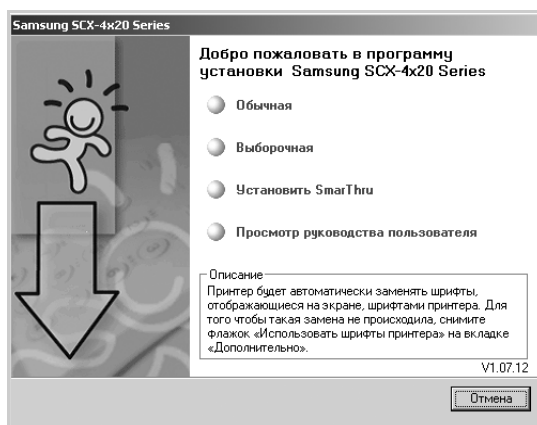 Samsung SCX-4x20 Series
Добро пожаловать в программу
установки Samsung SCX-4x20 Series
Обычная
Выборочная
Установить SmarThru
Просмотр руководства пользователя
Описание
Принтер будет автоматически заменять шрифты,
отображающиеся на экране, шрифтами принтера. Для
того чтобы такая замена не происходила, снимите
флажок «Использовать шрифты принтера» на вкладке
«Дополнительно».
V1.07.12
Отмена